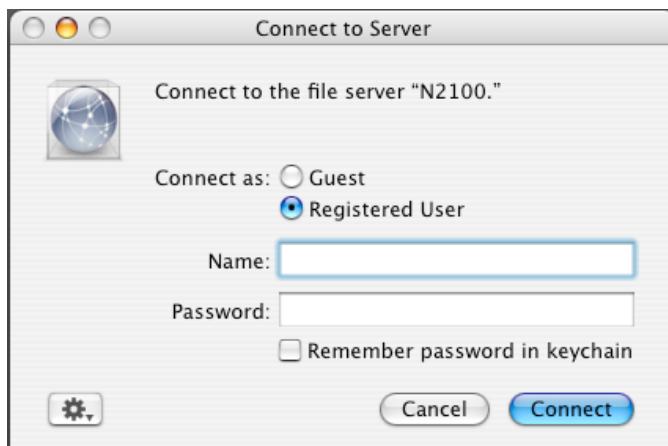 Connect to Server
Connect to the file server “N2100.”
Connect as: Guest
Registered User
Name:
Password:
Remember password in keychain
Cancel Connect